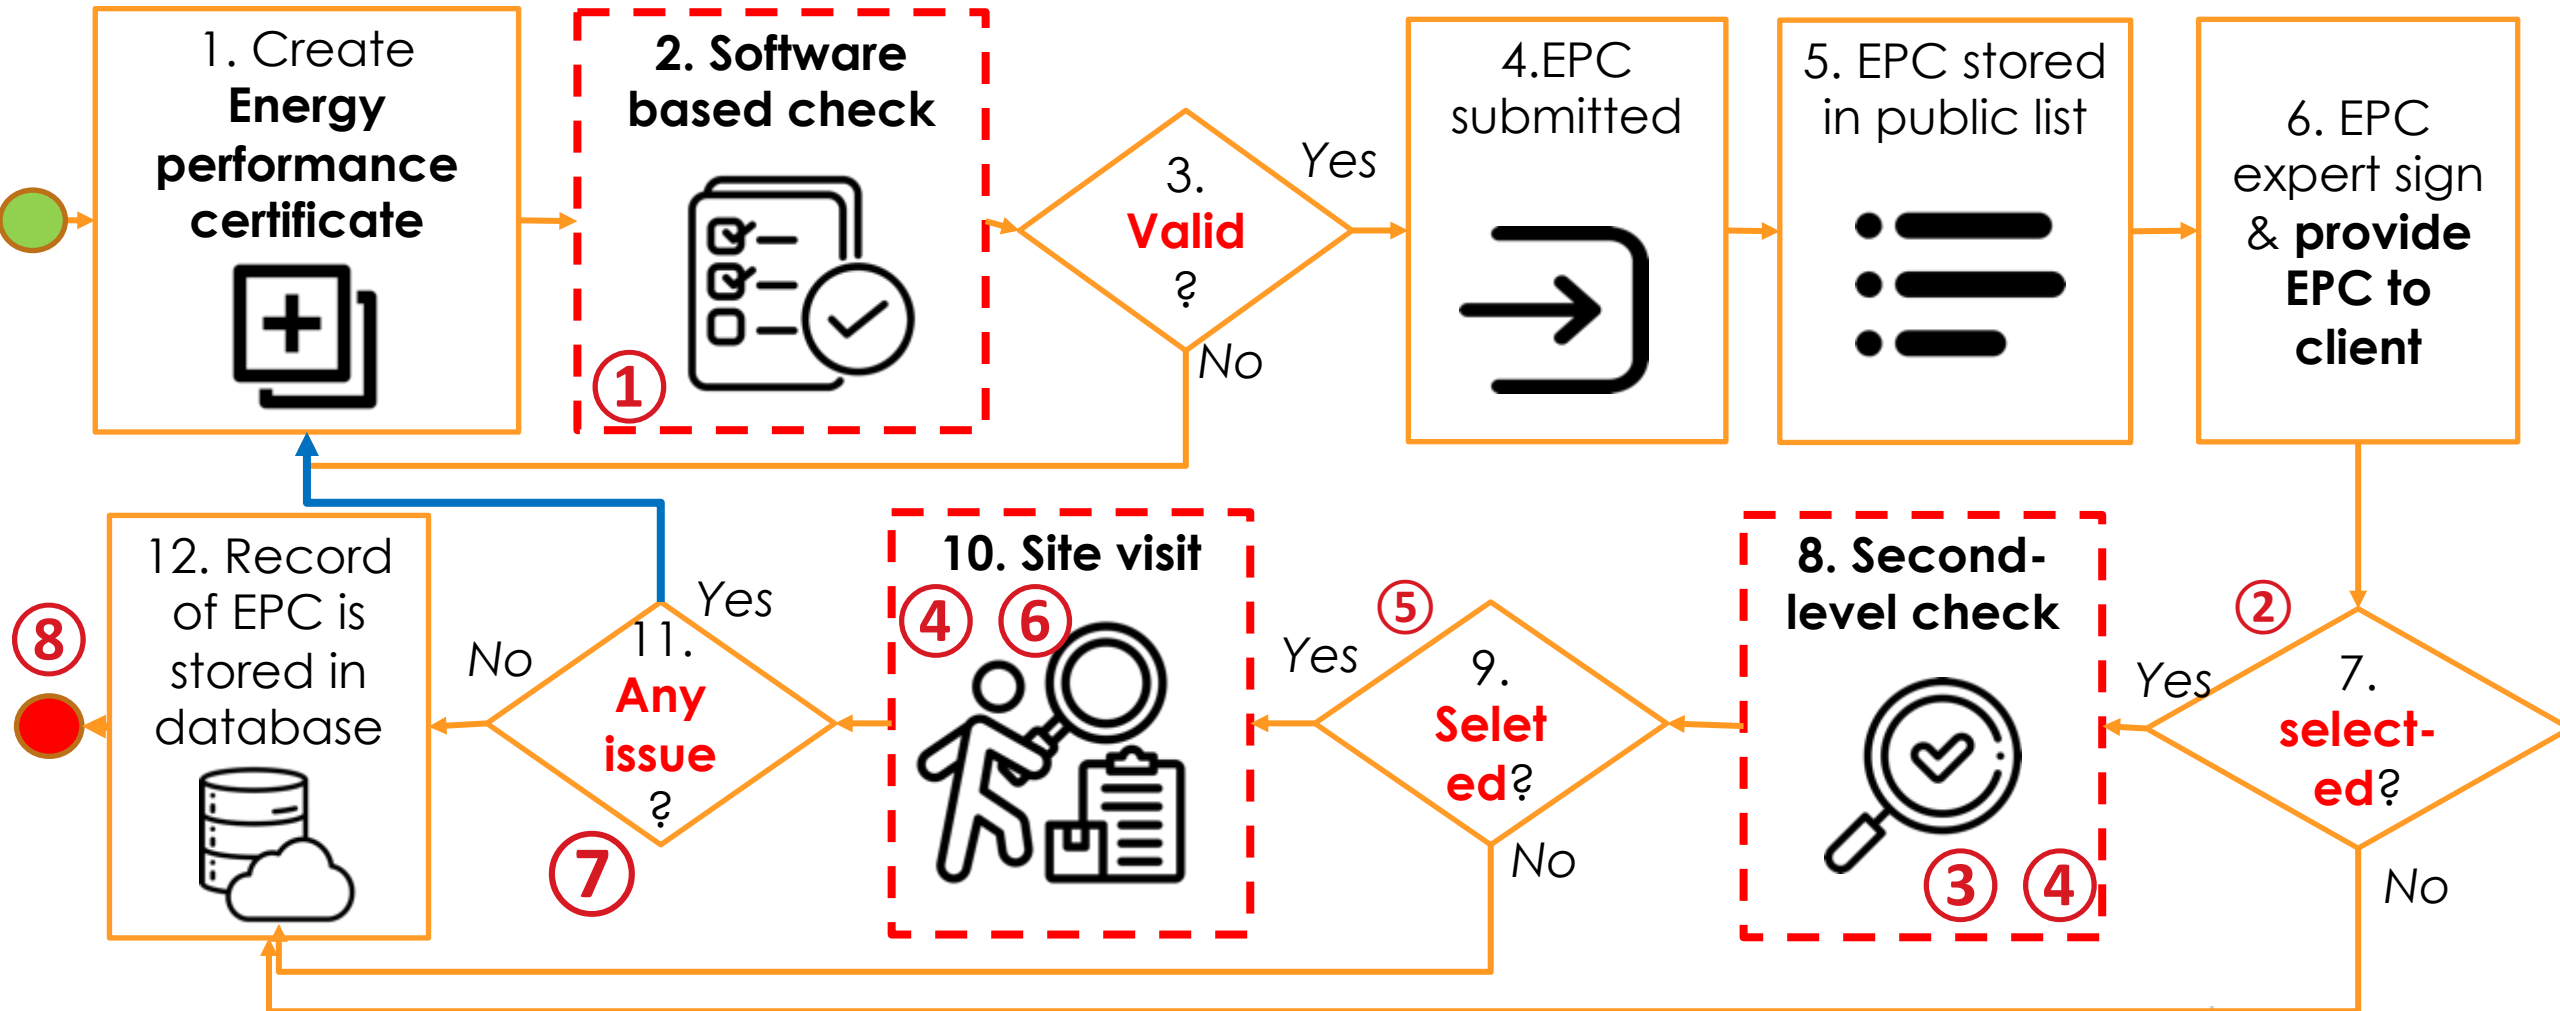 1. Create
Energy
performance
certificate
2. Software
based check
①
3.
Valid
?
Yes
No
4.EPC
submitted
5. EPC stored
in public list
6. EPC
expert sign
& provide
EPC to
client
②
7.
select-
ed?
Yes
No
8. Second-
level check
③ ④
⑤
9.
Selet
ed?
Yes
No
10. Site visit
④ ⑥
11.
Any
issue
?
Yes
No
⑦
12. Record
of EPC is
stored in
database
⑧